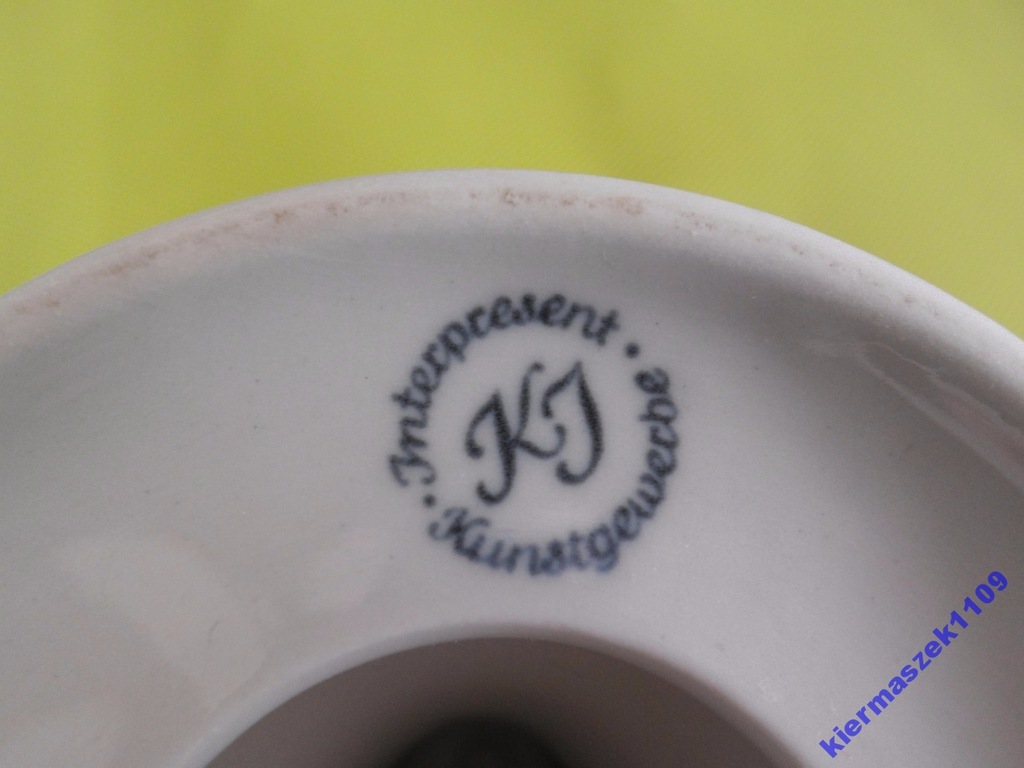 Interpresent · Kunstgewerbe ·
KI
kiermaszek1109